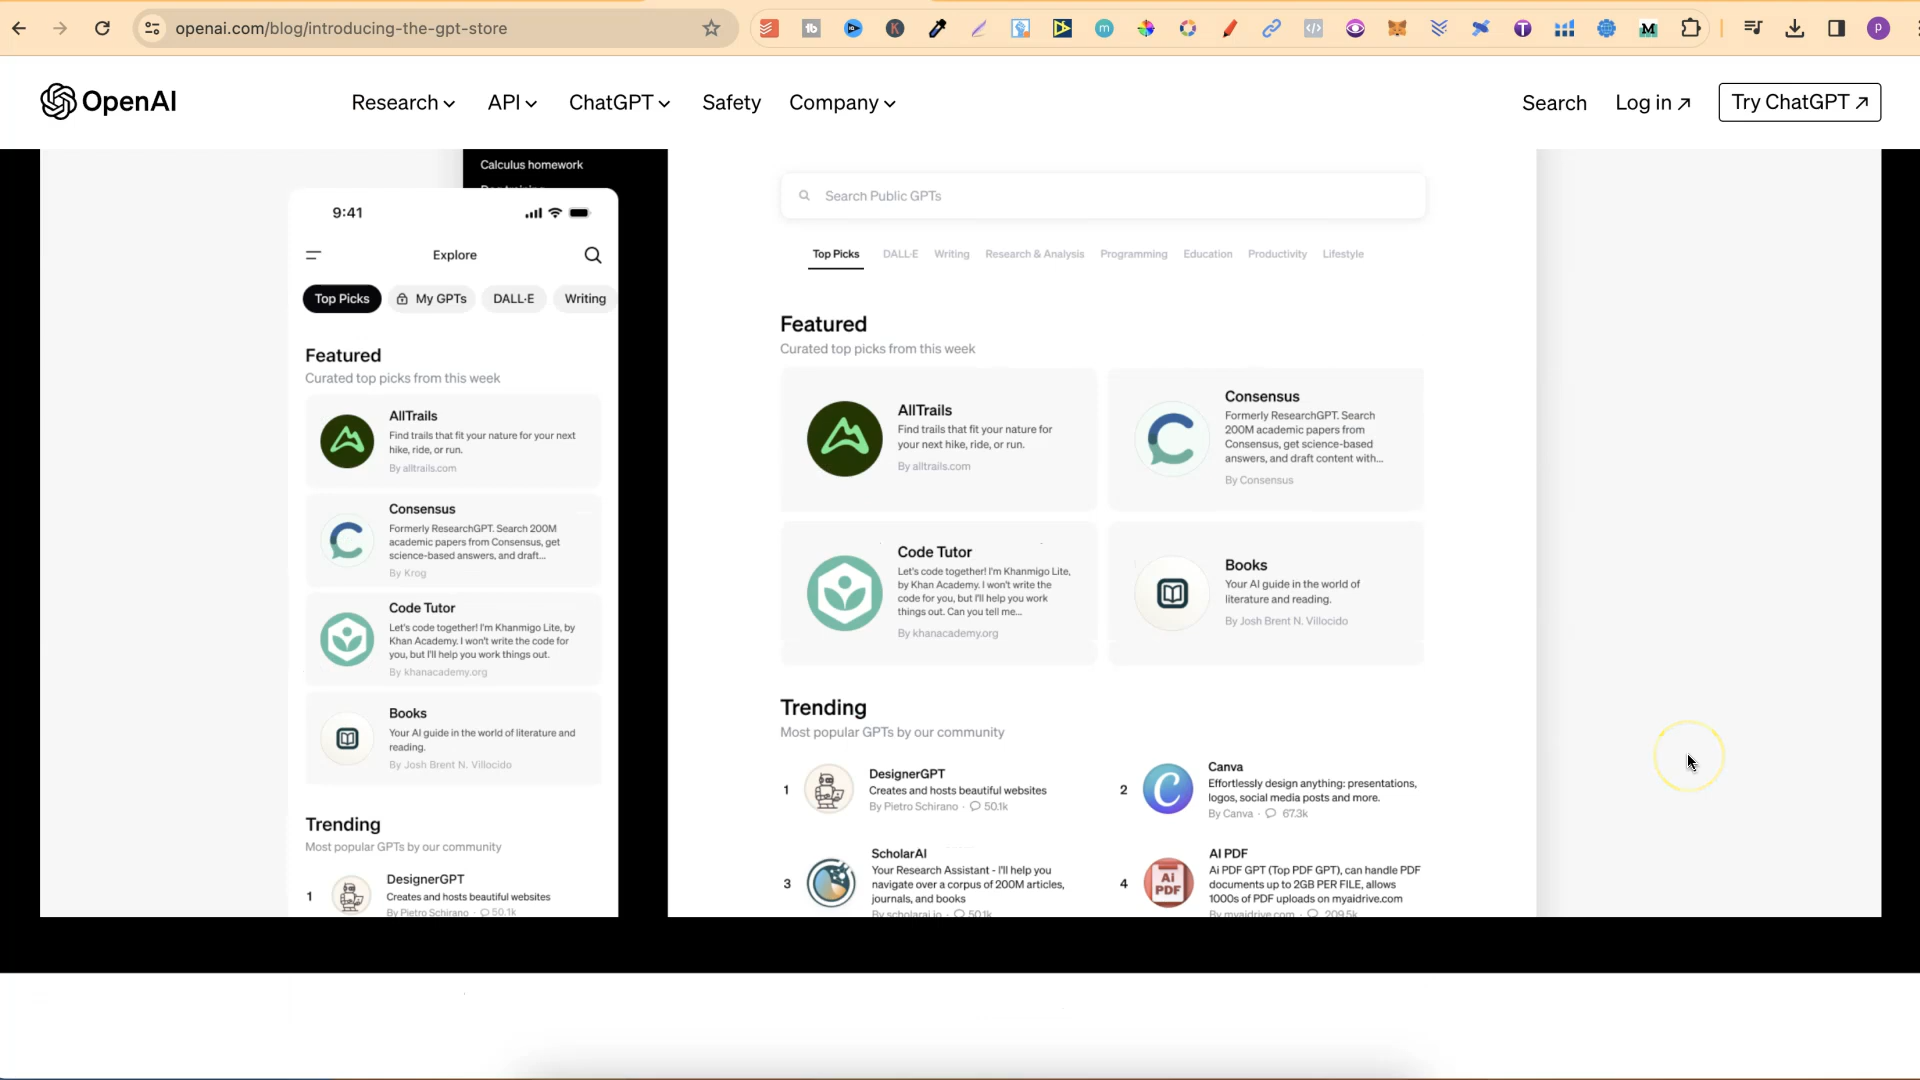 openai.com/blog/introducing-the-gpt-store
OpenAI
Research
API
ChatGPT
Safety
Company
Search
Log in ↗
Try ChatGPT ↗
Calculus homework
9:41
Explore
Top Picks
My GPTs
DALL·E
Writing
Featured
Curated top picks from this week
AllTrails
Find trails that fit your nature for your next
hike, ride, or run.
By alltrails.com
Consensus
Formerly ResearchGPT. Search 200M
academic papers from Consensus, get
science-based answers, and draft...
By Krog
Code Tutor
Let's code together! I'm Khanmigo Lite, by
Khan Academy. I won't write the code for
you, but I'll help you work things out.
By khanacademy.org
Books
Your AI guide in the world of literature and
reading.
By Josh Brent N. Villocido
Trending
Most popular GPTs by our community
1
DesignerGPT
Creates and hosts beautiful websites
By Pietro Schirano · 50.1k
Search Public GPTs
Top Picks
DALL·E
Writing
Research & Analysis
Programming
Education
Productivity
Lifestyle
Featured
Curated top picks from this week
AllTrails
Find trails that fit your nature for
your next hike, ride, or run.
By alltrails.com
Consensus
Formerly ResearchGPT. Search
200M academic papers from
Consensus, get science-based
answers, and draft content with...
By Consensus
Code Tutor
Let's code together! I'm Khanmigo Lite,
by Khan Academy. I won't write the
code for you, but I'll help you work
things out. Can you tell me...
By khanacademy.org
Books
Your AI guide in the world of
literature and reading.
By Josh Brent N. Villocido
Trending
Most popular GPTs by our community
1
DesignerGPT
Creates and hosts beautiful websites
By Pietro Schirano · 50.1k
2
Canva
Effortlessly design anything: presentations,
logos, social media posts and more.
By Canva · 67.3k
3
ScholarAI
Your Research Assistant - I'll help you
navigate over a corpus of 200M articles,
journals, and books
By scholarai.io · 50.1k
4
AI PDF
Ai PDF GPT (Top PDF GPT), can handle PDF
documents up to 2GB PER FILE, allows
1000s of PDF uploads on myaidrive.com
By myaidrive.com · 209.5k